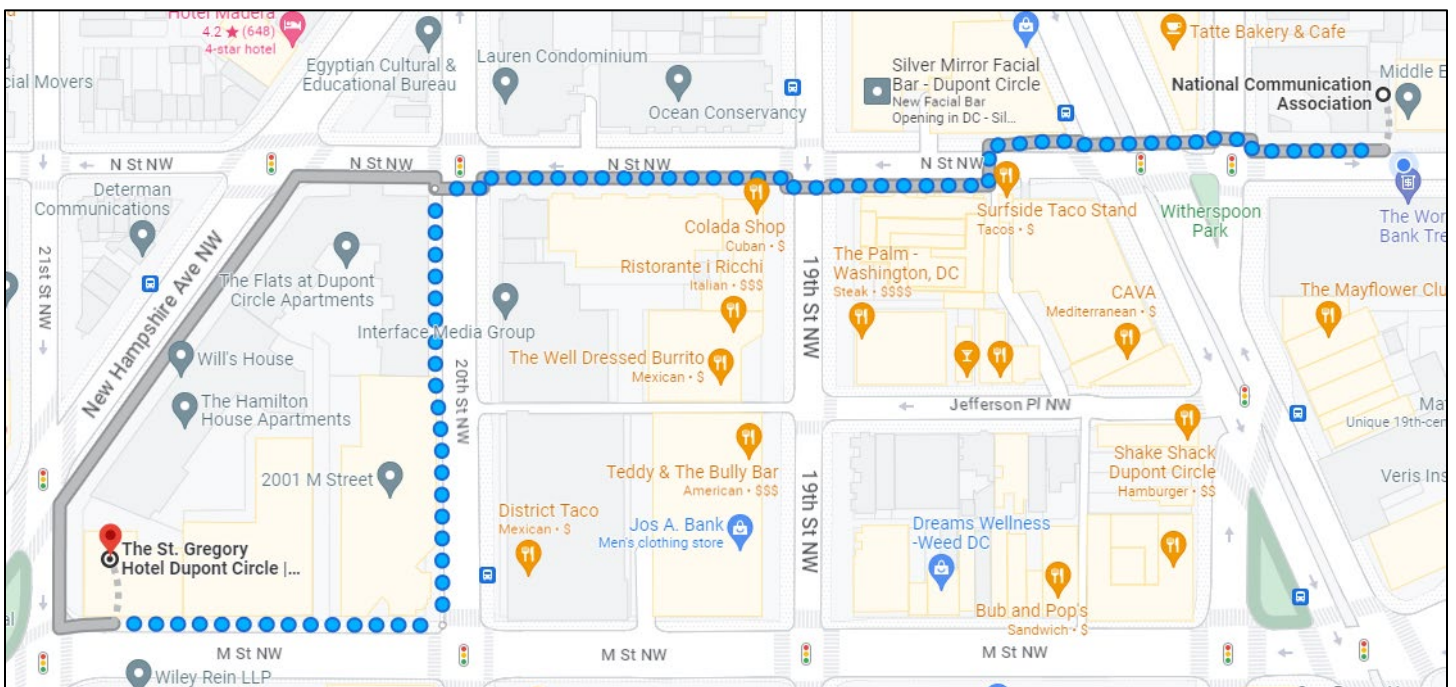 Hotel Madera
4.2 ★ (648)
4-star hotel
Egyptian Cultural &
Educational Bureau
Lauren Condominium
Ocean Conservancy
Silver Mirror Facial
Bar - Dupont Circle
New Facial Bar
Opening in DC - Sil...
Tatte Bakery & Cafe
National Communication
Association
Middle E
cial Movers
N St NW
N St NW
N St NW
N St NW
Determan
Communications
21st St NW
New Hampshire Ave NW
The Flats at Dupont
Circle Apartments
Interface Media Group
Colada Shop
Cuban • $
Ristorante i Ricchi
Italian • $$$
The Well Dressed Burrito
Mexican • $
19th St NW
The Palm -
Washington, DC
Steak • $$$$
Surfside Taco Stand
Tacos • $
CAVA
Mediterranean • $
Witherspoon
Park
The Wor
Bank Tre
The Mayflower Clu
Will's House
The Hamilton
House Apartments
20th St NW
Jefferson Pl NW
Ma
Unique 19th-cen
2001 M Street
Teddy & The Bully Bar
American • $$$
District Taco
Mexican • $
Jos A. Bank
Men's clothing store
19th St NW
Shake Shack
Dupont Circle
Hamburger • $$
Veris Ins
Dreams Wellness
-Weed DC
The St. Gregory
Hotel Dupont Circle |...
Bub and Pop's
Sandwich • $
M St NW
M St NW
M St NW
Wiley Rein LLP